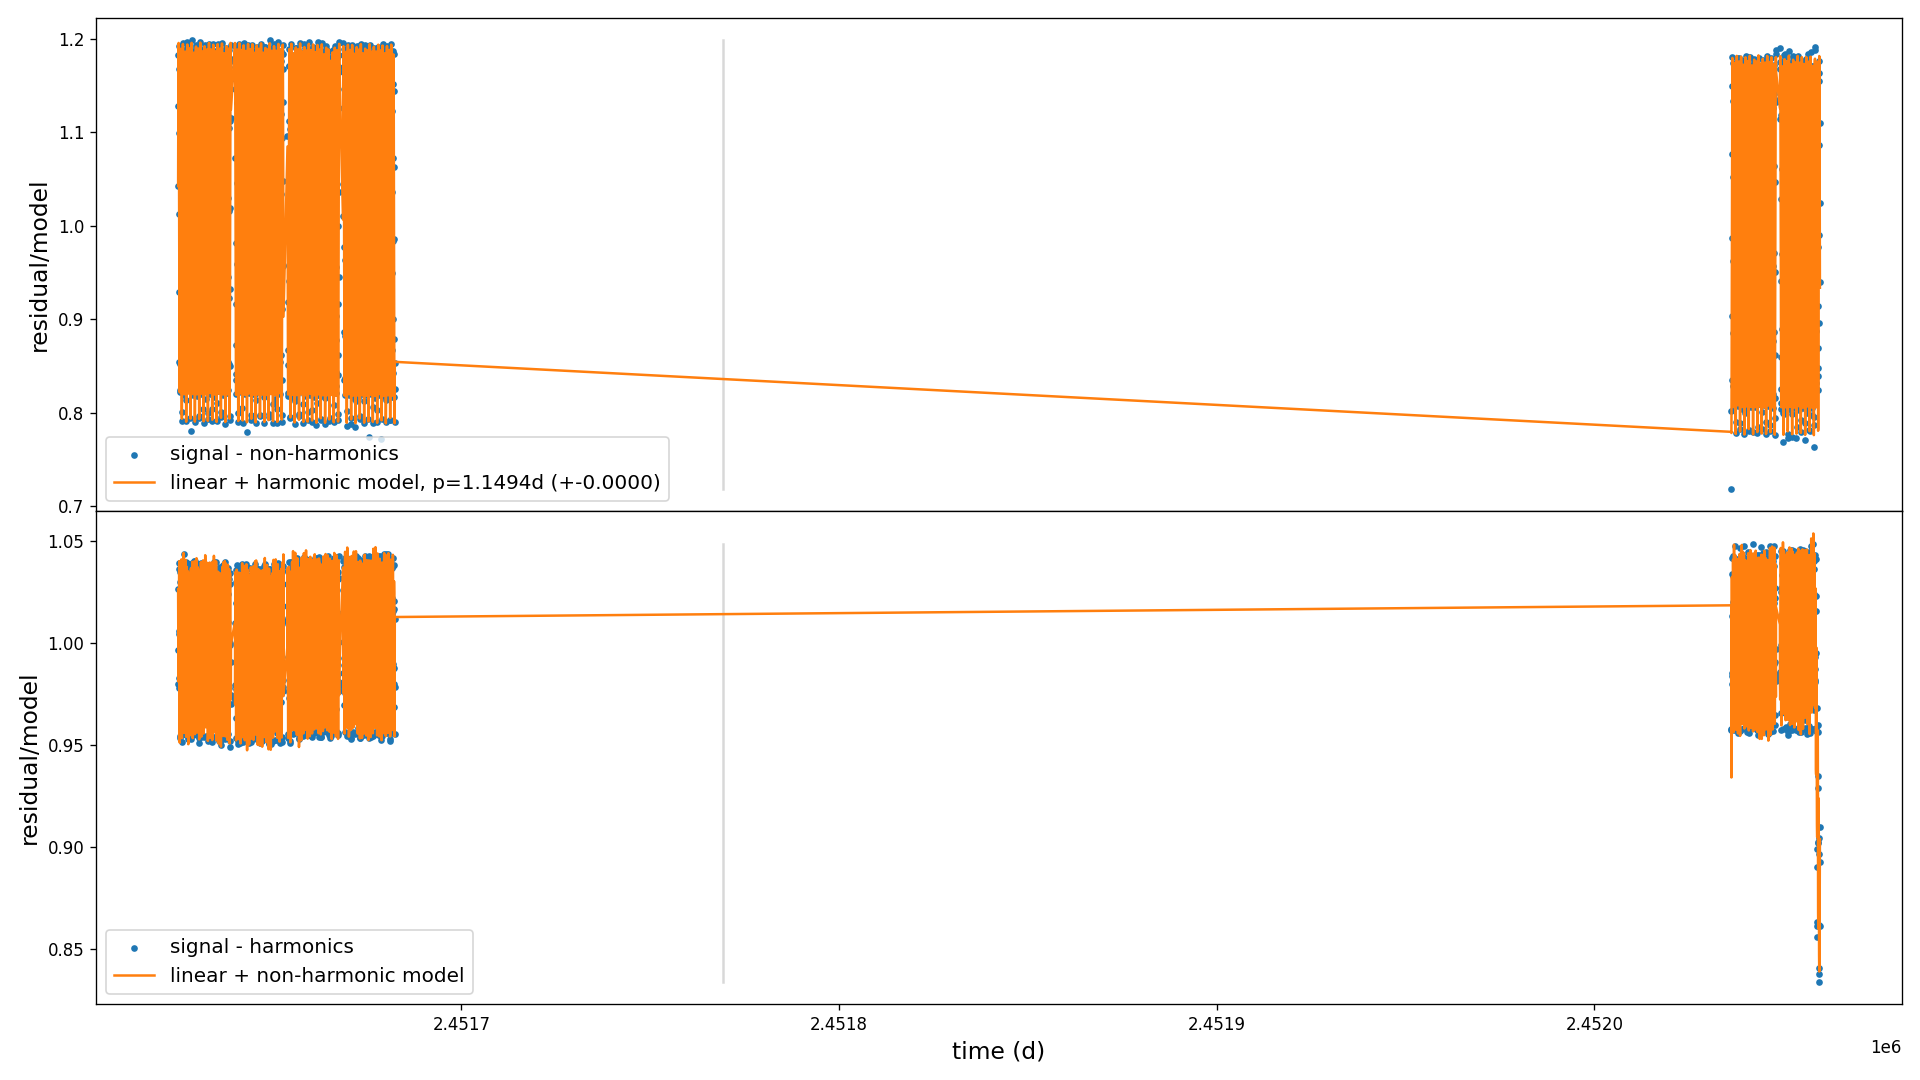 1.2
1.1
1.0
0.9
0.8
0.7
residual/model
signal - non-harmonics
linear + harmonic model, p=1.1494d (+-0.0000)
1.05
1.00
0.95
0.90
0.85
residual/model
signal - harmonics
linear + non-harmonic model
2.4517 2.4518 2.4519 2.4520
1e6
time (d)